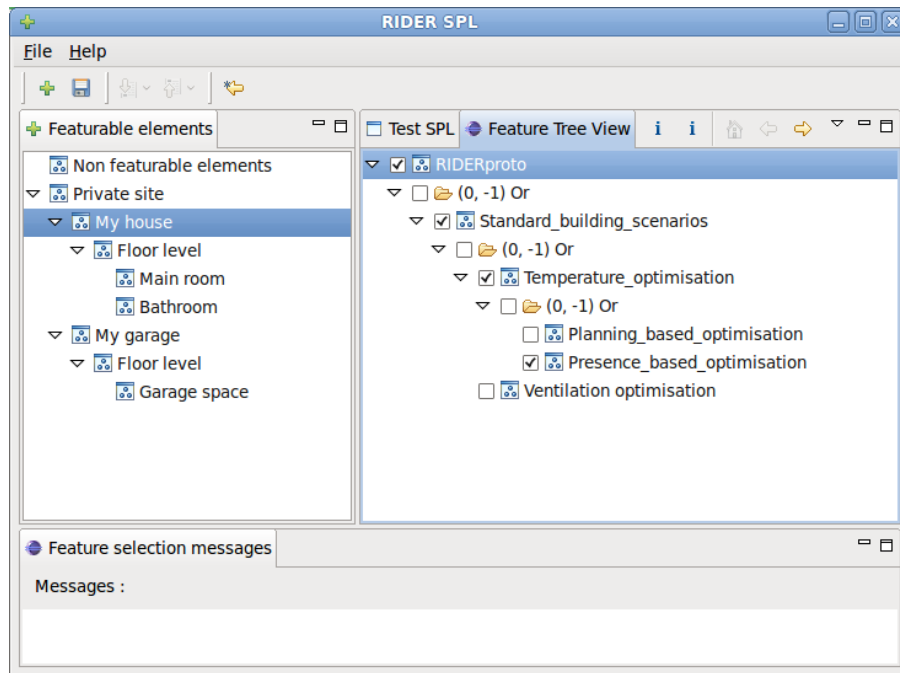 RIDER SPL
File Help
Featurable elements
Non featurable elements
Private site
My house
Floor level
Main room
Bathroom
My garage
Floor level
Garage space
Test SPL Feature Tree View i i
RIDERproto
(0, -1) Or
Standard_building_scenarios
(0, -1) Or
Temperature_optimisation
(0, -1) Or
Planning_based_optimisation
Presence_based_optimisation
Ventilation optimisation
Feature selection messages
Messages :